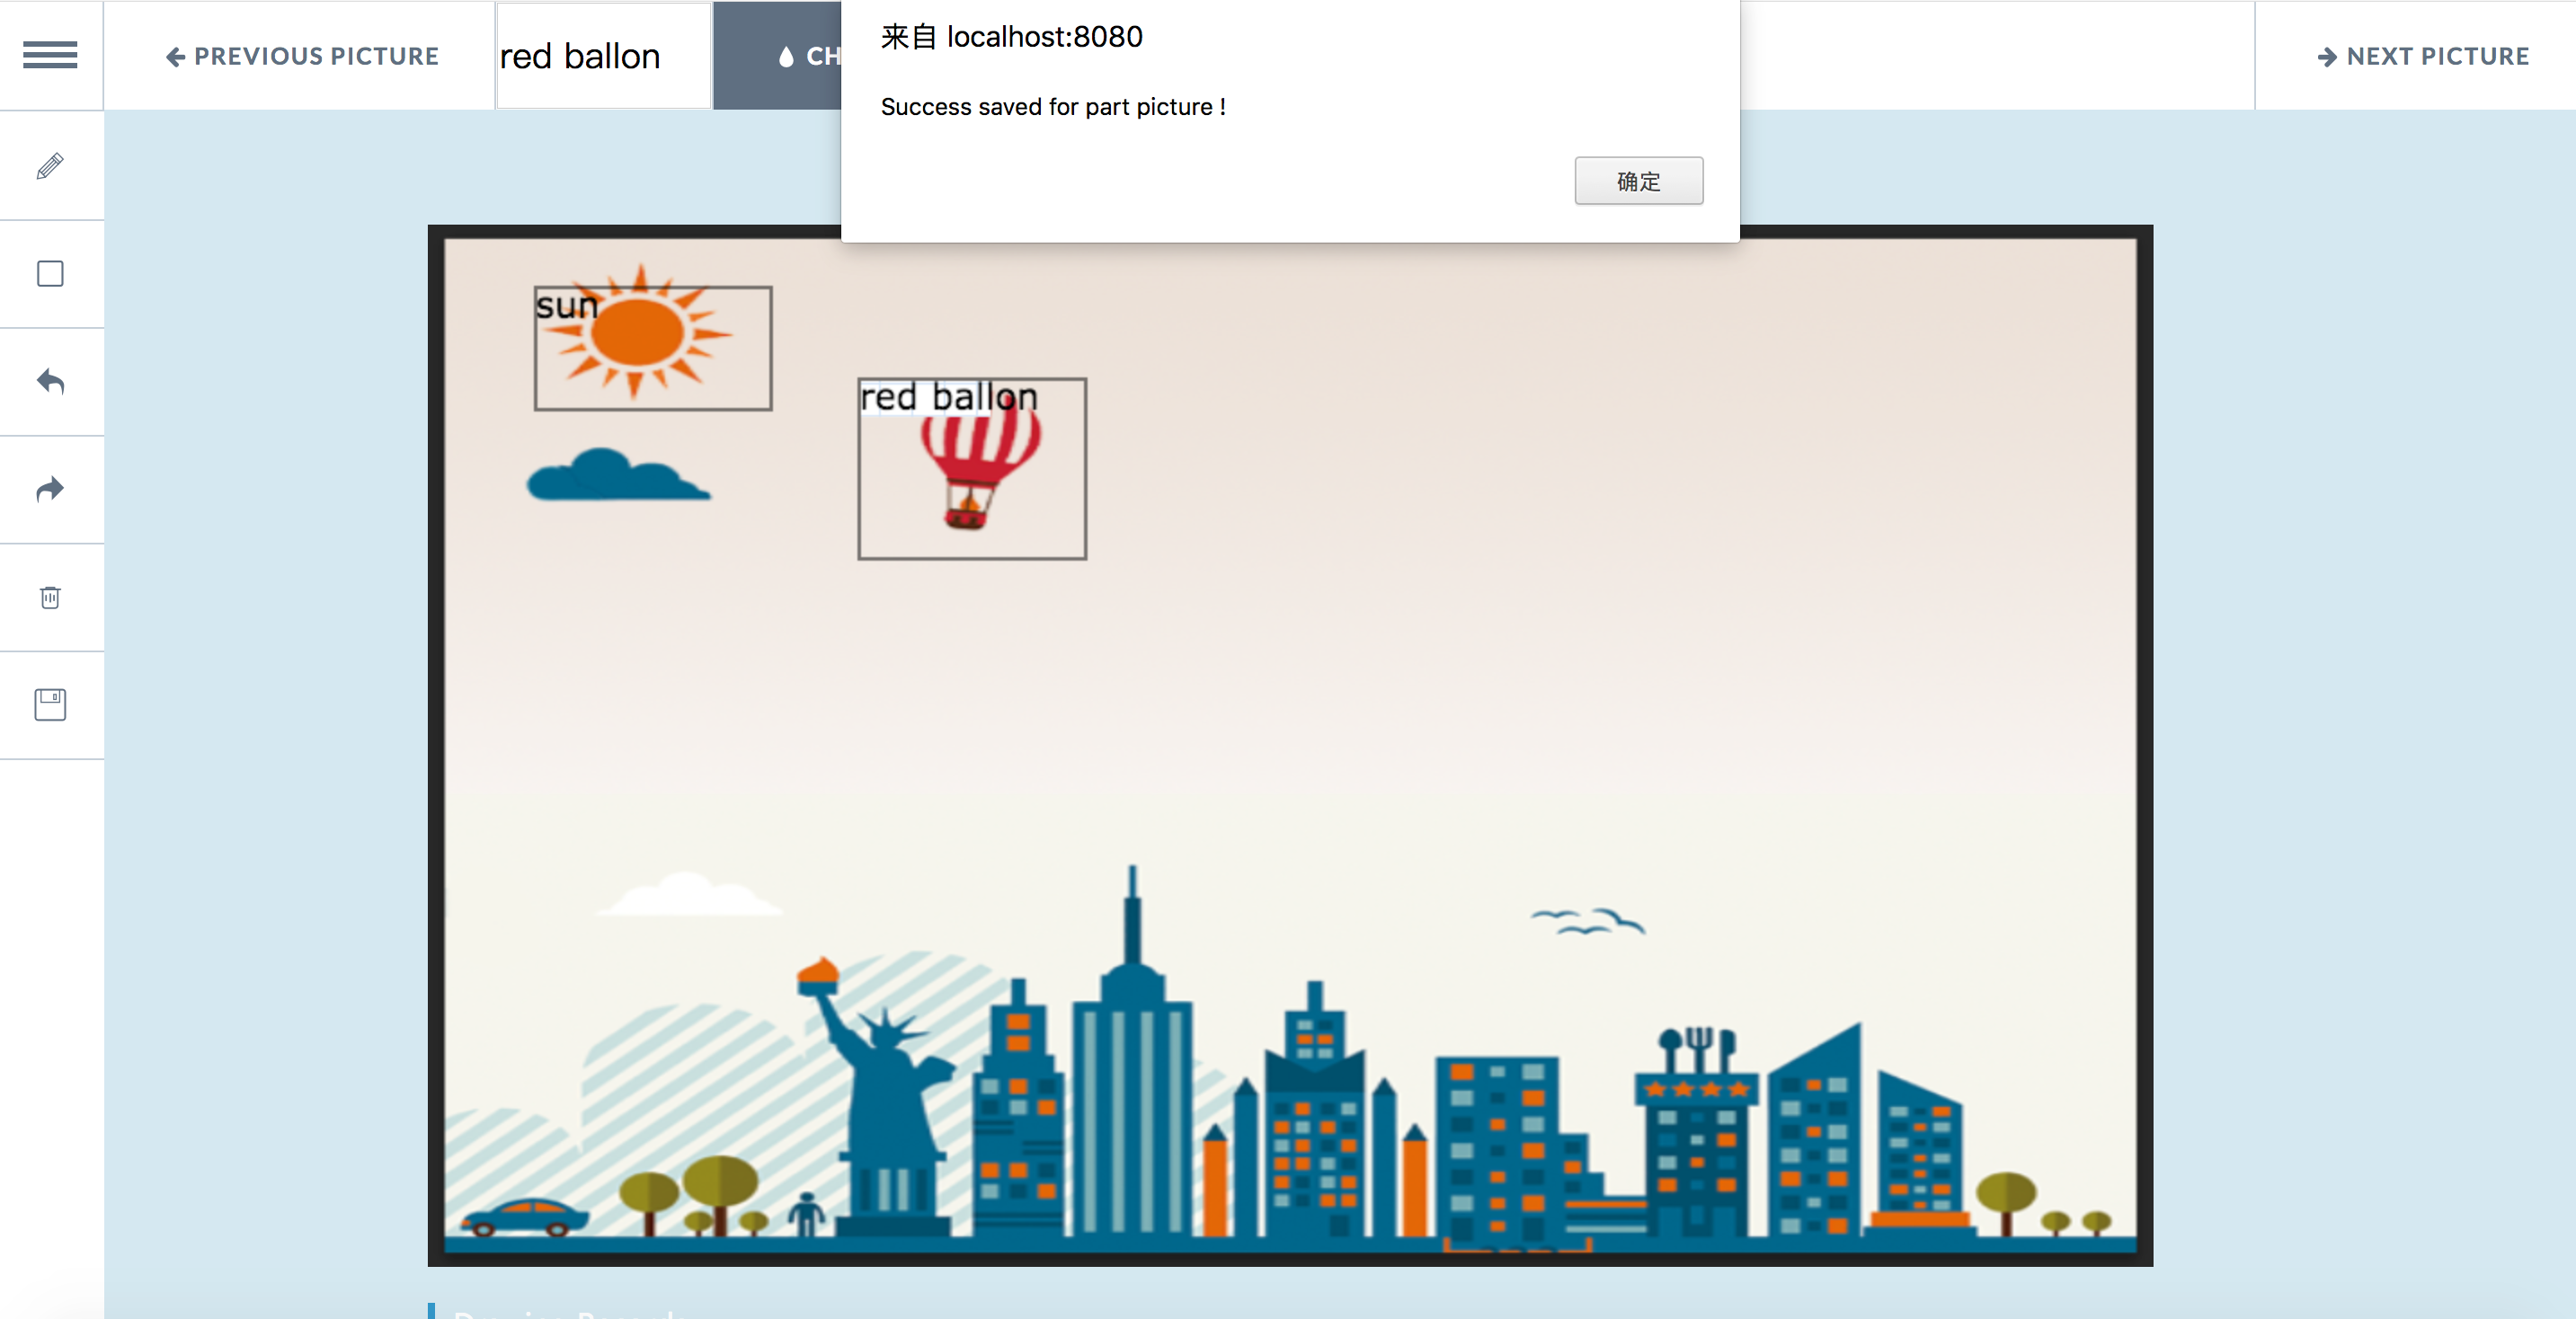 PREVIOUS PICTURE
red ballon
CH
来自 localhost:8080
Success saved for part picture !
确定
NEXT PICTURE
sun
red ballon